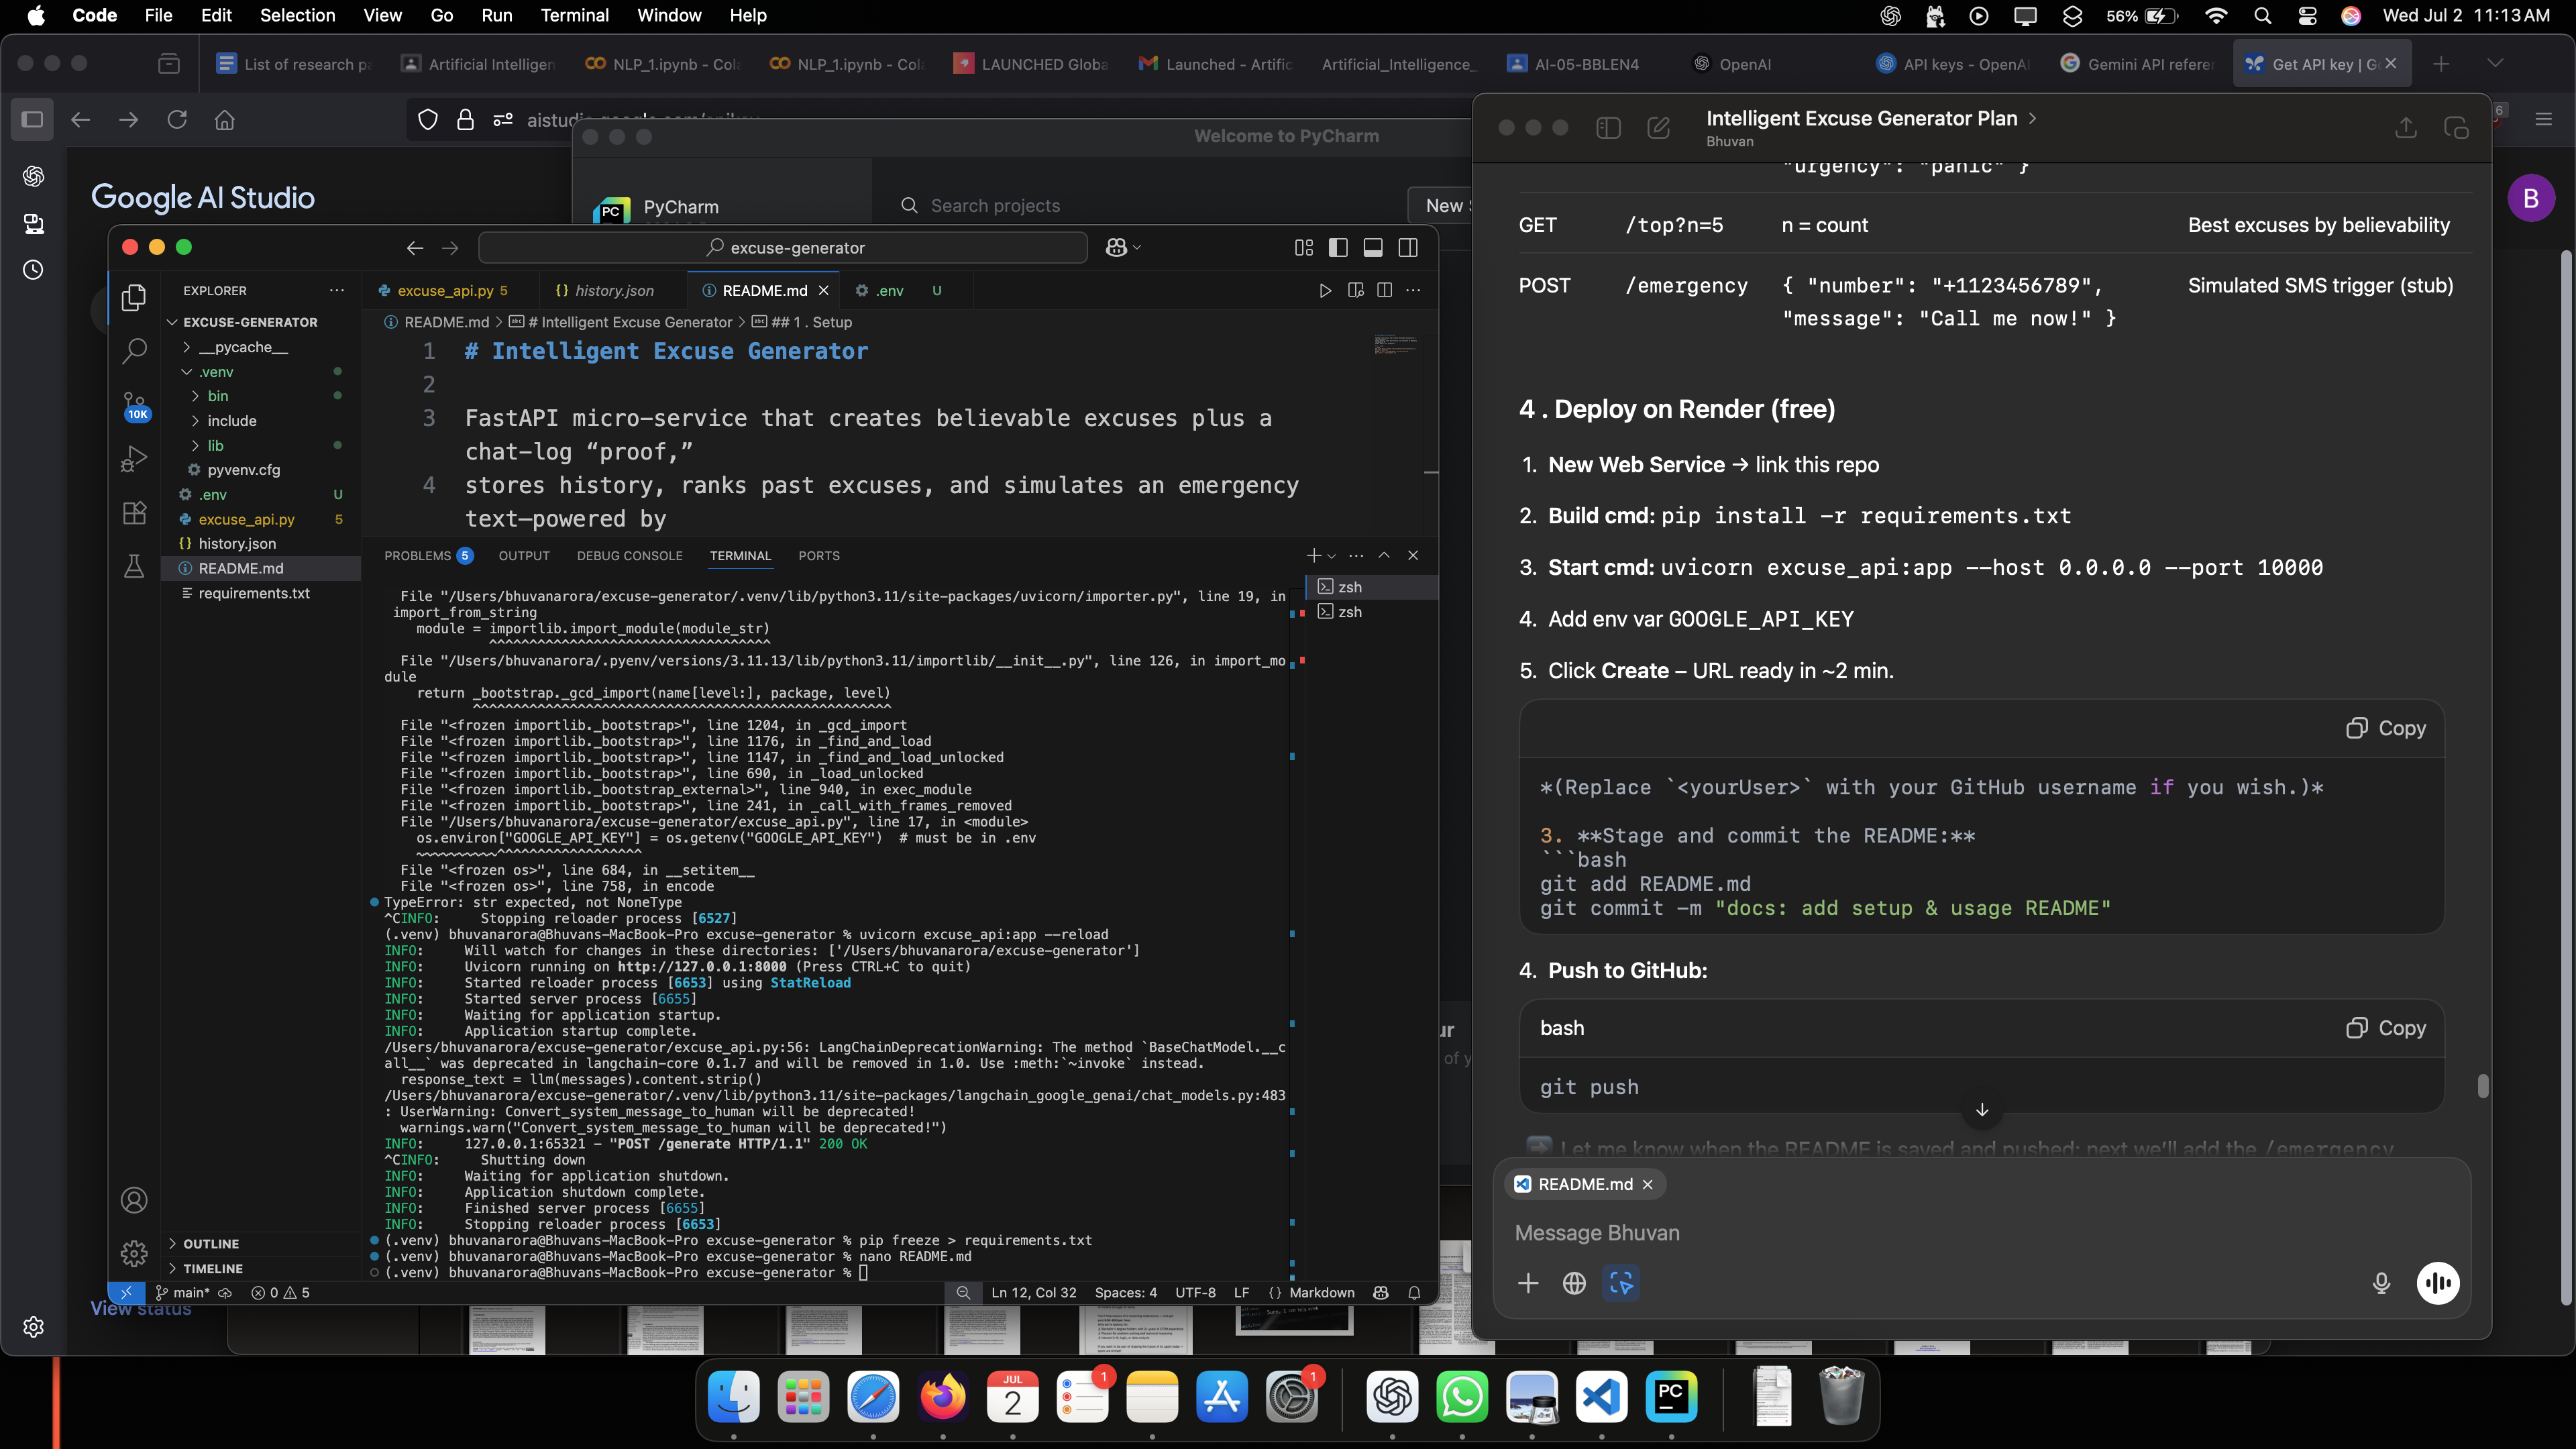 Code File Edit Selection View Go Run Terminal Window Help
56% Wed Jul 2 11:13 AM
List of research pa
Artificial Intelligen
NLP_1.ipynb - Cola
NLP_1.ipynb - Cola
LAUNCHED Globa
Launched - Artific
Artificial_Intelligence_
AI-05-BBLEN4
OpenAI
API keys - OpenAI
Gemini API referer
Get API key | G
Google AI Studio
B
6
View status
Welcome to PyCharm
PC PyCharm
Search projects
New
excuse-generator
EXPLORER
EXCUSE-GENERATOR
__pycache__
.venv
bin
include
lib
pyvenv.cfg
.env U
excuse_api.py 5
history.json
README.md
requirements.txt
10K
OUTLINE
TIMELINE
excuse_api.py 5
history.json
README.md
.env U
README.md > # Intelligent Excuse Generator > ## 1 . Setup
1 # Intelligent Excuse Generator
2
3 FastAPI micro-service that creates believable excuses plus a
chat-log “proof,”
4 stores history, ranks past excuses, and simulates an emergency
text—powered by
PROBLEMS 5 OUTPUT DEBUG CONSOLE TERMINAL PORTS
zsh
zsh
File "/Users/bhuvanarora/excuse-generator/.venv/lib/python3.11/site-packages/uvicorn/importer.py", line 19, in
import_from_string
module = importlib.import_module(module_str)
^^^^^^^^^^^^^^^^^^^^^^^^^^^^^^^^^^^
File "/Users/bhuvanarora/.pyenv/versions/3.11.13/lib/python3.11/importlib/__init__.py", line 126, in import_mo
dule
return _bootstrap._gcd_import(name[level:], package, level)
^^^^^^^^^^^^^^^^^^^^^^^^^^^^^^^^^^^^^^^^^^^^^^^^^^^^
File "<frozen importlib._bootstrap>", line 1204, in _gcd_import
File "<frozen importlib._bootstrap>", line 1176, in _find_and_load
File "<frozen importlib._bootstrap>", line 1147, in _find_and_load_unlocked
File "<frozen importlib._bootstrap>", line 690, in _load_unlocked
File "<frozen importlib._bootstrap_external>", line 940, in exec_module
File "<frozen importlib._bootstrap>", line 241, in _call_with_frames_removed
File "/Users/bhuvanarora/excuse-generator/excuse_api.py", line 17, in <module>
os.environ["GOOGLE_API_KEY"] = os.getenv("GOOGLE_API_KEY")  # must be in .env
~~~~~~~~~~^^^^^^^^^^^^^^^^^^
File "<frozen os>", line 684, in __setitem__
File "<frozen os>", line 758, in encode
TypeError: str expected, not NoneType
^CINFO: Stopping reloader process [6527]
(.venv) bhuvanarora@Bhuvans-MacBook-Pro excuse-generator % uvicorn excuse_api:app --reload
INFO: Will watch for changes in these directories: ['/Users/bhuvanarora/excuse-generator']
INFO: Uvicorn running on http://127.0.0.1:8000 (Press CTRL+C to quit)
INFO: Started reloader process [6653] using StatReload
INFO: Started server process [6655]
INFO: Waiting for application startup.
INFO: Application startup complete.
/Users/bhuvanarora/excuse-generator/excuse_api.py:56: LangChainDeprecationWarning: The method `BaseChatModel.__c
all__` was deprecated in langchain-core 0.1.7 and will be removed in 1.0. Use :meth:`~invoke` instead.
response_text = llm(messages).content.strip()
/Users/bhuvanarora/excuse-generator/.venv/lib/python3.11/site-packages/langchain_google_genai/chat_models.py:483
: UserWarning: Convert_system_message_to_human will be deprecated!
warnings.warn("Convert_system_message_to_human will be deprecated!")
INFO: 127.0.0.1:65321 - "POST /generate HTTP/1.1" 200 OK
^CINFO: Shutting down
INFO: Waiting for application shutdown.
INFO: Application shutdown complete.
INFO: Finished server process [6655]
INFO: Stopping reloader process [6653]
(.venv) bhuvanarora@Bhuvans-MacBook-Pro excuse-generator % pip freeze > requirements.txt
(.venv) bhuvanarora@Bhuvans-MacBook-Pro excuse-generator % nano README.md
(.venv) bhuvanarora@Bhuvans-MacBook-Pro excuse-generator %
main* 0 5
Ln 12, Col 32 Spaces: 4 UTF-8 LF {} Markdown
Intelligent Excuse Generator Plan >
Bhuvan
"urgency": "panic" }
GET /top?n=5 n = count Best excuses by believability
POST /emergency { "number": "+1123456789", Simulated SMS trigger (stub)
"message": "Call me now!" }
4 . Deploy on Render (free)
1. New Web Service → link this repo
2. Build cmd: pip install -r requirements.txt
3. Start cmd: uvicorn excuse_api:app --host 0.0.0.0 --port 10000
4. Add env var GOOGLE_API_KEY
5. Click Create – URL ready in ~2 min.
Copy
*(Replace `<yourUser>` with your GitHub username if you wish.)*
3. **Stage and commit the README:**
```bash
git add README.md
git commit -m "docs: add setup & usage README"
4. Push to GitHub:
bash Copy
git push
Let me know when the README is saved and pushed; next we'll add the /emergency
README.md
Message Bhuvan
JUL
2
1
1
PC